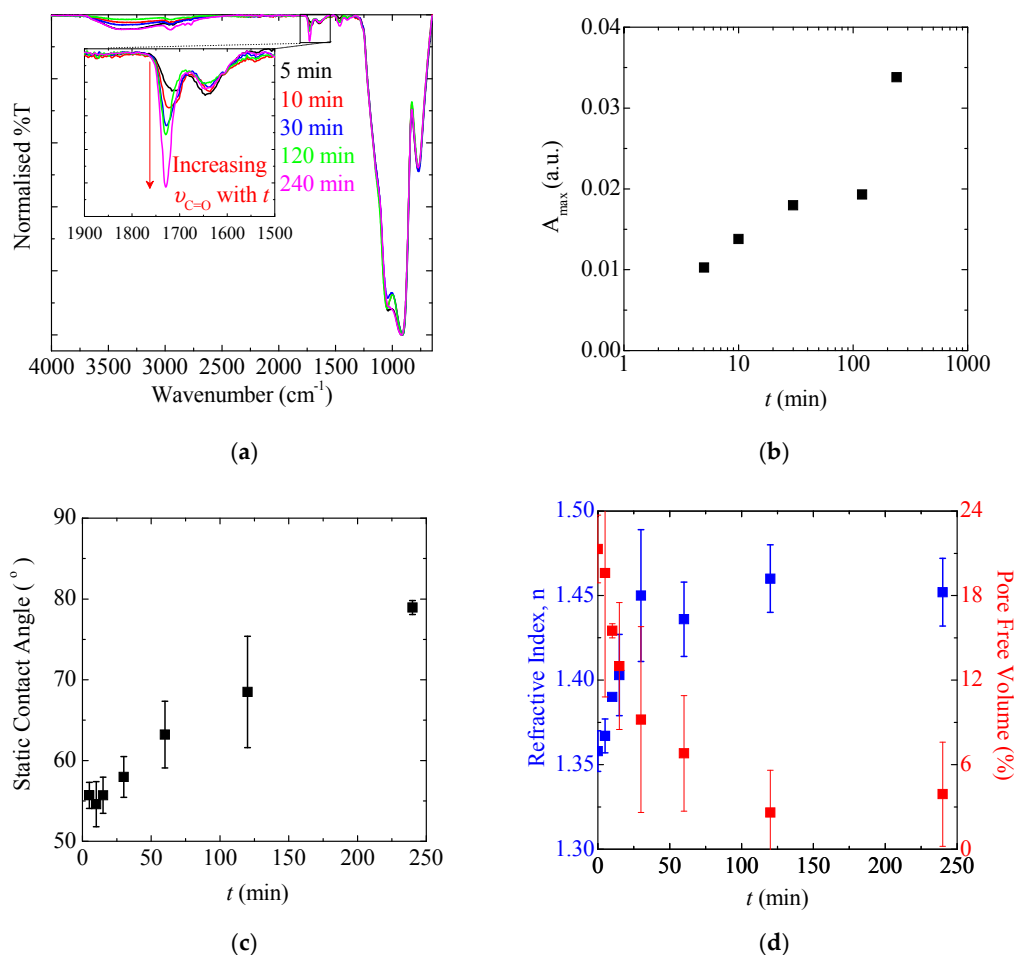 Normalised %T
5 min
10 min
30 min
120 min
240 min
Increasing
υC=O with t
1900 1800 1700 1600 1500
4000 3500 3000 2500 2000 1500 1000
Wavenumber (cm-1)
(a)
Amax (a.u.)
0.04
0.03
0.02
0.01
0.00
1 10 100 1000
t (min)
(b)
Static Contact Angle (°)
90
80
70
60
50
0 50 100 150 200 250
t (min)
(c)
Refractive Index, n
1.50
1.45
1.40
1.35
1.30
24
18
12
6
0
Pore Free Volume (%)
0 50 100 150 200 250
t (min)
(d)